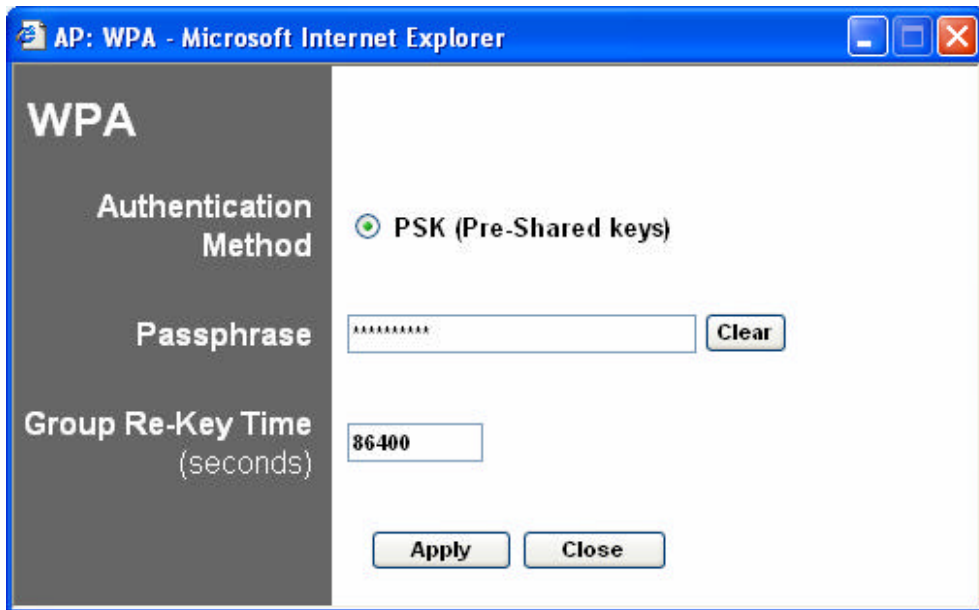 AP: WPA - Microsoft Internet Explorer
WPA
Authentication
Method
PSK (Pre-Shared keys)
Passphrase
**********
Clear
Group Re-Key Time
(seconds)
86400
Apply
Close